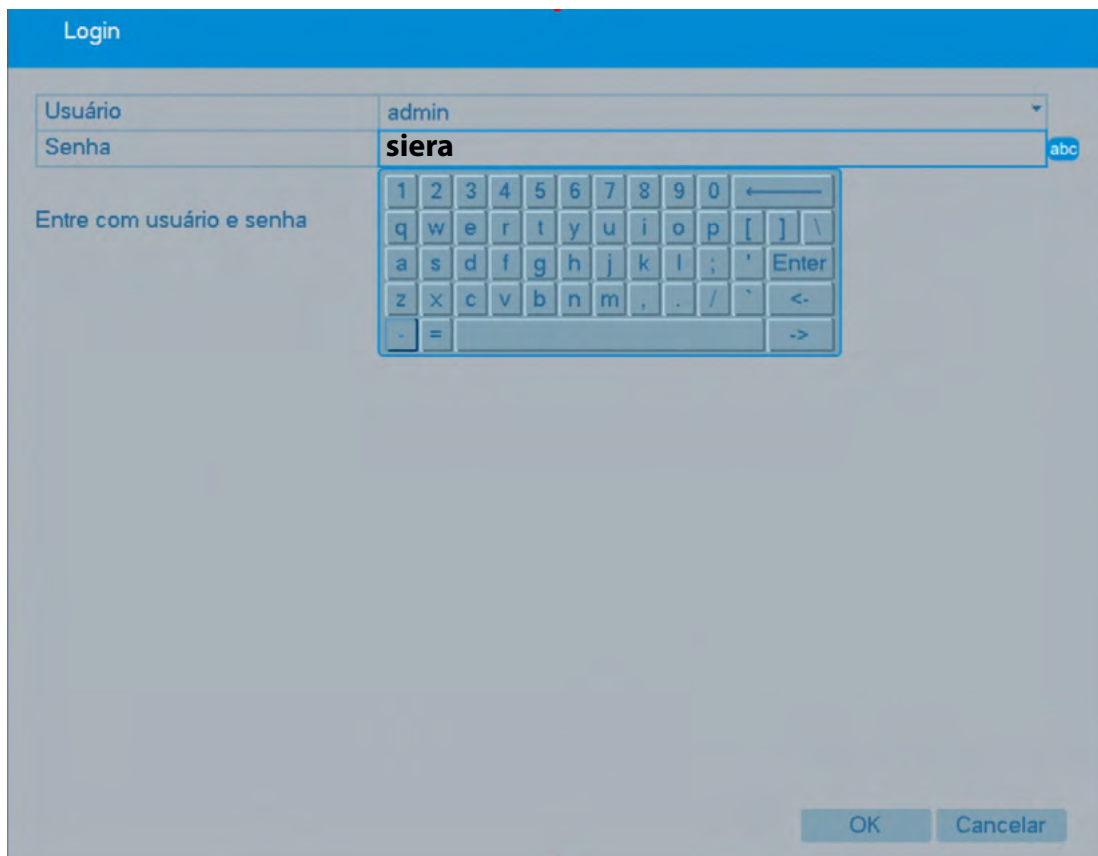 Login
Usuário admin
Senha siera abc
1 2 3 4 5 6 7 8 9 0 ←
Entre com usuário e senha
q w e r t y u i o p [ ] \
a s d f g h j k l ; ' Enter
z x c v b n m , . / ` <-
- = ->
OK Cancelar